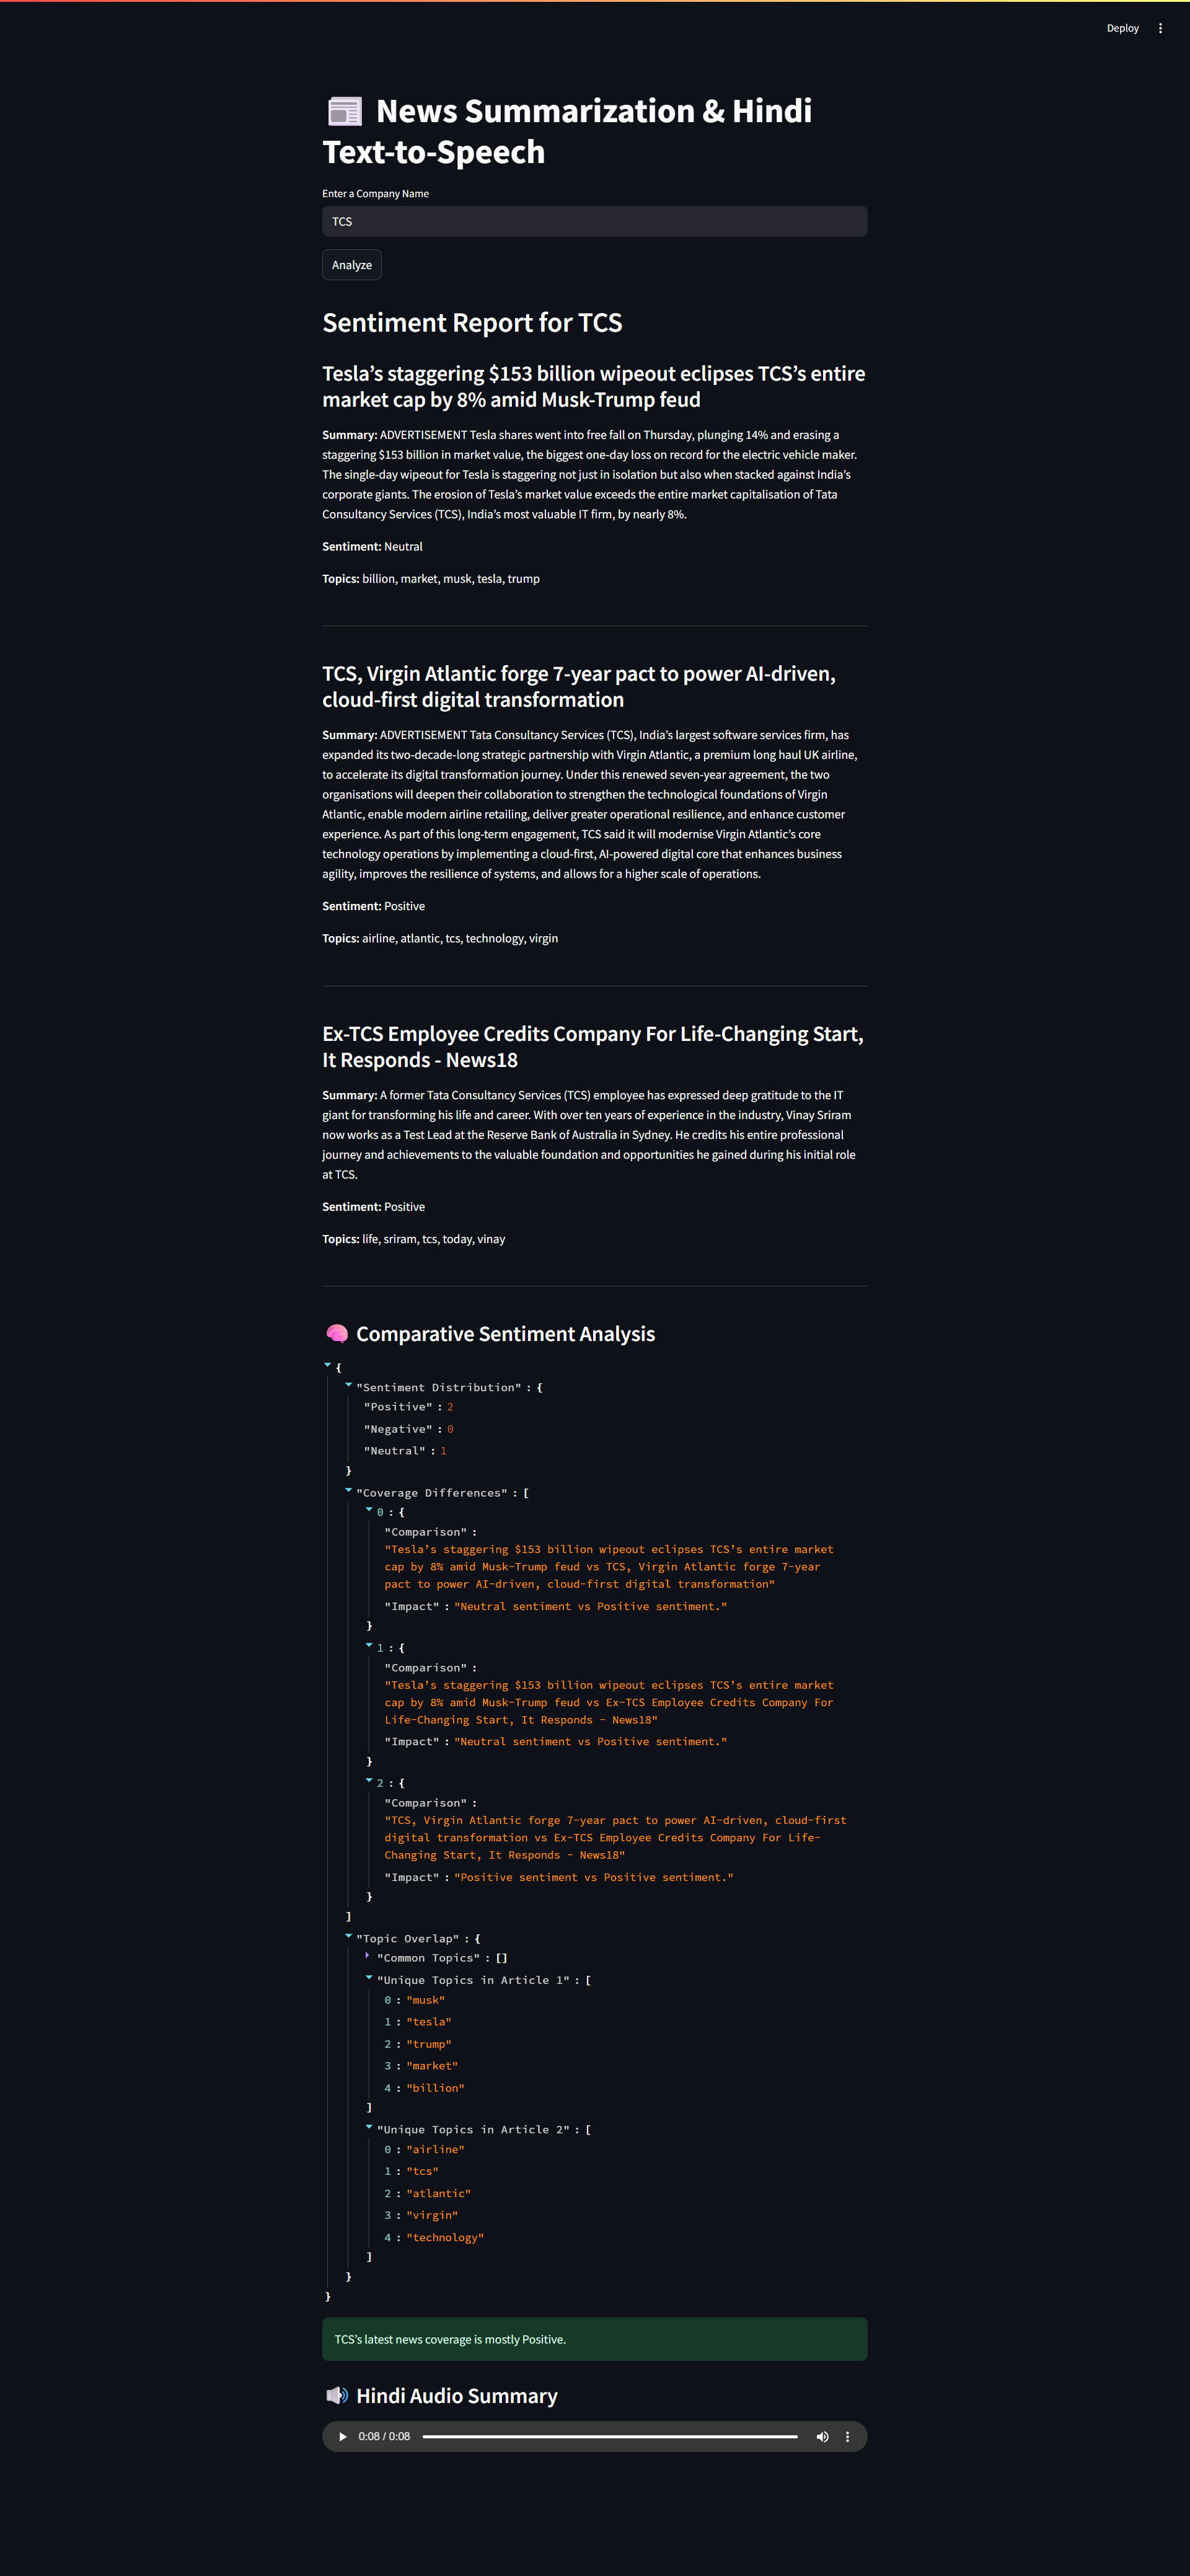 Deploy
News Summarization & Hindi
Text-to-Speech
Enter a Company Name
TCS
Analyze
Sentiment Report for TCS
Tesla’s staggering $153 billion wipeout eclipses TCS’s entire
market cap by 8% amid Musk-Trump feud
Summary: ADVERTISEMENT Tesla shares went into free fall on Thursday, plunging 14% and erasing a
staggering $153 billion in market value, the biggest one-day loss on record for the electric vehicle maker.
The single-day wipeout for Tesla is staggering not just in isolation but also when stacked against India’s
corporate giants. The erosion of Tesla’s market value exceeds the entire market capitalisation of Tata
Consultancy Services (TCS), India’s most valuable IT firm, by nearly 8%.
Sentiment: Neutral
Topics: billion, market, musk, tesla, trump
TCS, Virgin Atlantic forge 7-year pact to power AI-driven,
cloud-first digital transformation
Summary: ADVERTISEMENT Tata Consultancy Services (TCS), India’s largest software services firm, has
expanded its two-decade-long strategic partnership with Virgin Atlantic, a premium long haul UK airline,
to accelerate its digital transformation journey. Under this renewed seven-year agreement, the two
organisations will deepen their collaboration to strengthen the technological foundations of Virgin
Atlantic, enable modern airline retailing, deliver greater operational resilience, and enhance customer
experience. As part of this long-term engagement, TCS said it will modernise Virgin Atlantic’s core
technology operations by implementing a cloud-first, AI-powered digital core that enhances business
agility, improves the resilience of systems, and allows for a higher scale of operations.
Sentiment: Positive
Topics: airline, atlantic, tcs, technology, virgin
Ex-TCS Employee Credits Company For Life-Changing Start,
It Responds - News18
Summary: A former Tata Consultancy Services (TCS) employee has expressed deep gratitude to the IT
giant for transforming his life and career. With over ten years of experience in the industry, Vinay Sriram
now works as a Test Lead at the Reserve Bank of Australia in Sydney. He credits his entire professional
journey and achievements to the valuable foundation and opportunities he gained during his initial role
at TCS.
Sentiment: Positive
Topics: life, sriram, tcs, today, vinay
Comparative Sentiment Analysis
{
"Sentiment Distribution" : {
"Positive" : 2
"Negative" : 0
"Neutral" : 1
}
"Coverage Differences" : [
0 : {
"Comparison" :
"Tesla’s staggering $153 billion wipeout eclipses TCS’s entire market
cap by 8% amid Musk-Trump feud vs TCS, Virgin Atlantic forge 7-year
pact to power AI-driven, cloud-first digital transformation"
"Impact" : "Neutral sentiment vs Positive sentiment."
}
1 : {
"Comparison" :
"Tesla’s staggering $153 billion wipeout eclipses TCS’s entire market
cap by 8% amid Musk-Trump feud vs Ex-TCS Employee Credits Company For
Life-Changing Start, It Responds - News18"
"Impact" : "Neutral sentiment vs Positive sentiment."
}
2 : {
"Comparison" :
"TCS, Virgin Atlantic forge 7-year pact to power AI-driven, cloud-first
digital transformation vs Ex-TCS Employee Credits Company For Life-
Changing Start, It Responds - News18"
"Impact" : "Positive sentiment vs Positive sentiment."
}
]
"Topic Overlap" : {
"Common Topics" : []
"Unique Topics in Article 1" : [
0 : "musk"
1 : "tesla"
2 : "trump"
3 : "market"
4 : "billion"
]
"Unique Topics in Article 2" : [
0 : "airline"
1 : "tcs"
2 : "atlantic"
3 : "virgin"
4 : "technology"
]
}
}
TCS’s latest news coverage is mostly Positive.
Hindi Audio Summary
0:08 / 0:08